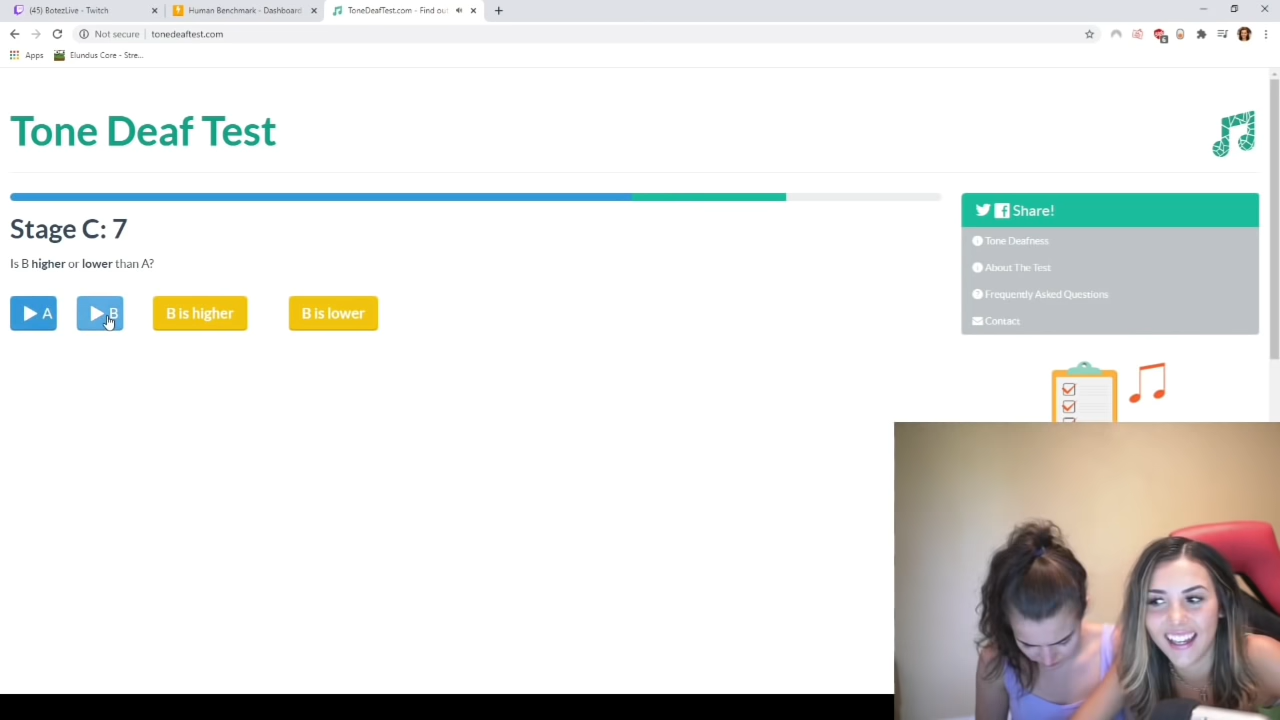 (45) BotezLive - Twitch
Human Benchmark - Dashboard
ToneDeafTest.com - Find out
Not secure | tonedeaftest.com
Apps
Elundus Core - Stre...
Tone Deaf Test
Stage C: 7
Is B higher or lower than A?
A
B
B is higher
B is lower
Share!
Tone Deafness
About The Test
Frequently Asked Questions
Contact